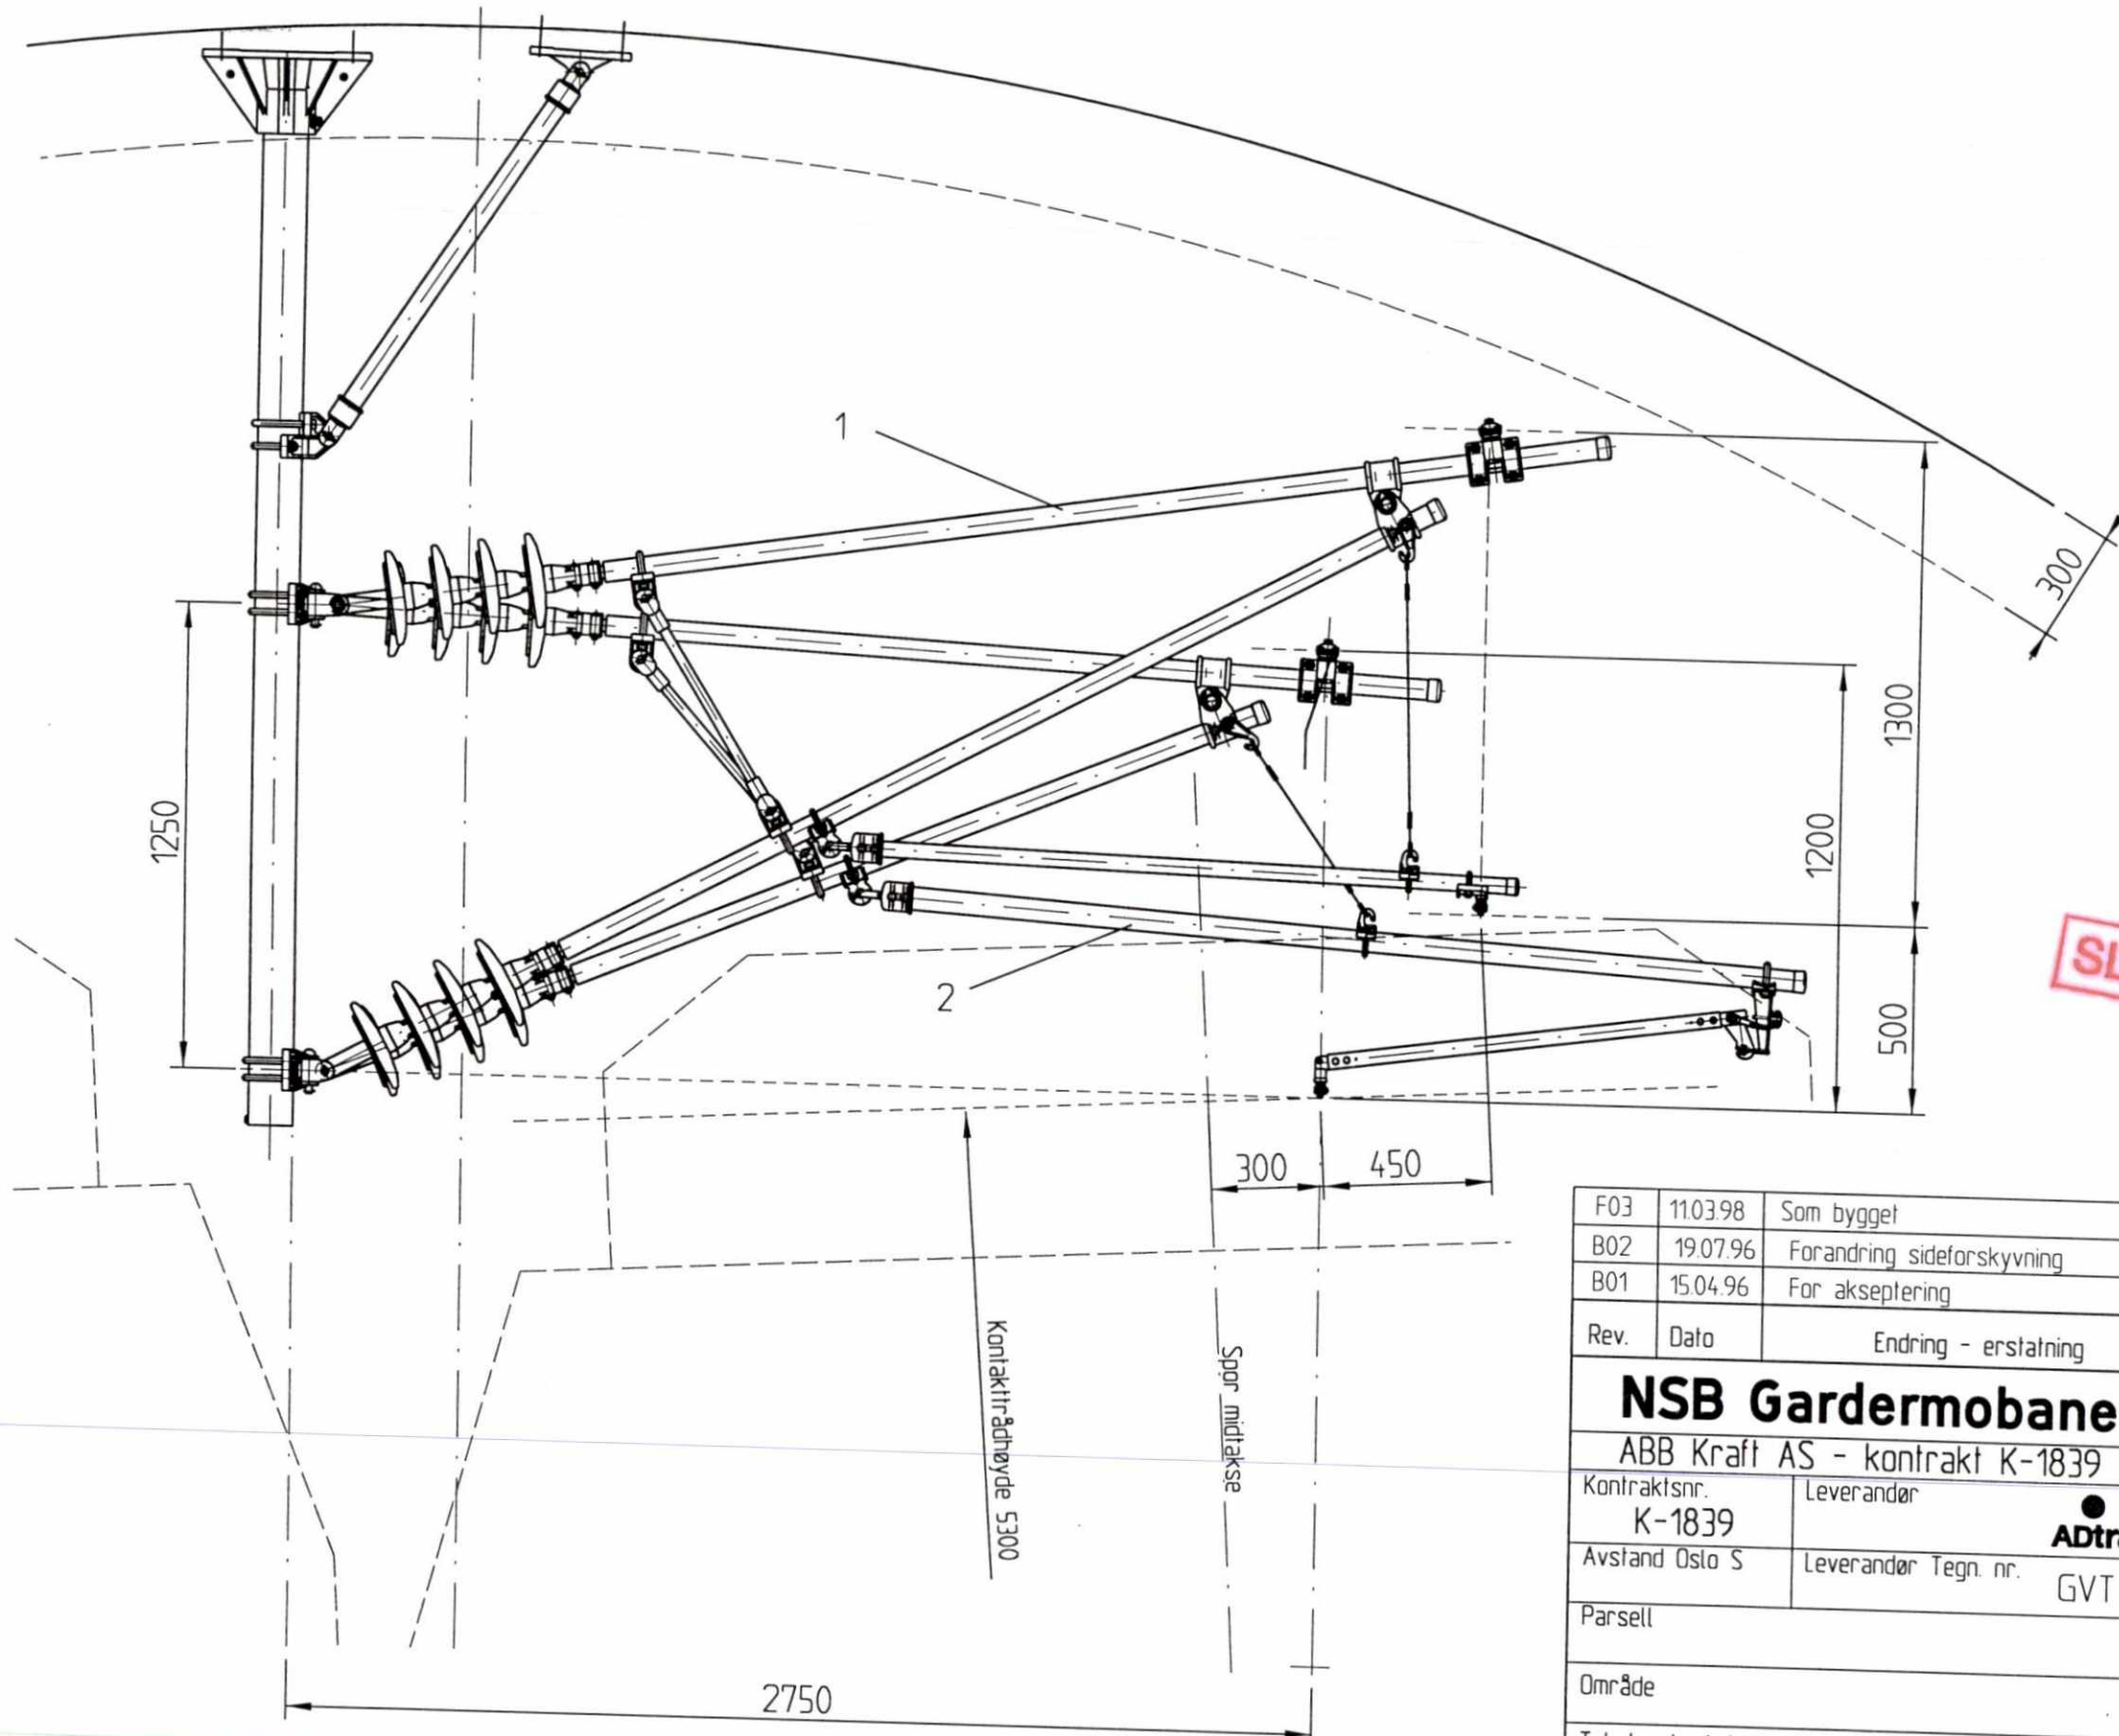 1
300
1300
1250
1200
2
500
300
450
Kontakttrådhøyde 5300
Spor midtakse
2750
F03 11.03.98 Som bygget
B02 19.07.96 Forandring sideforskyvning
B01 15.04.96 For akseptering
Rev. Dato Endring - erstatning
NSB Gardermobane
ABB Kraft AS - kontrakt K-1839
Kontraktsnr. Leverandør
K-1839
Avstand Oslo S Leverandør Tegn. nr. GVT
Parsell
Område